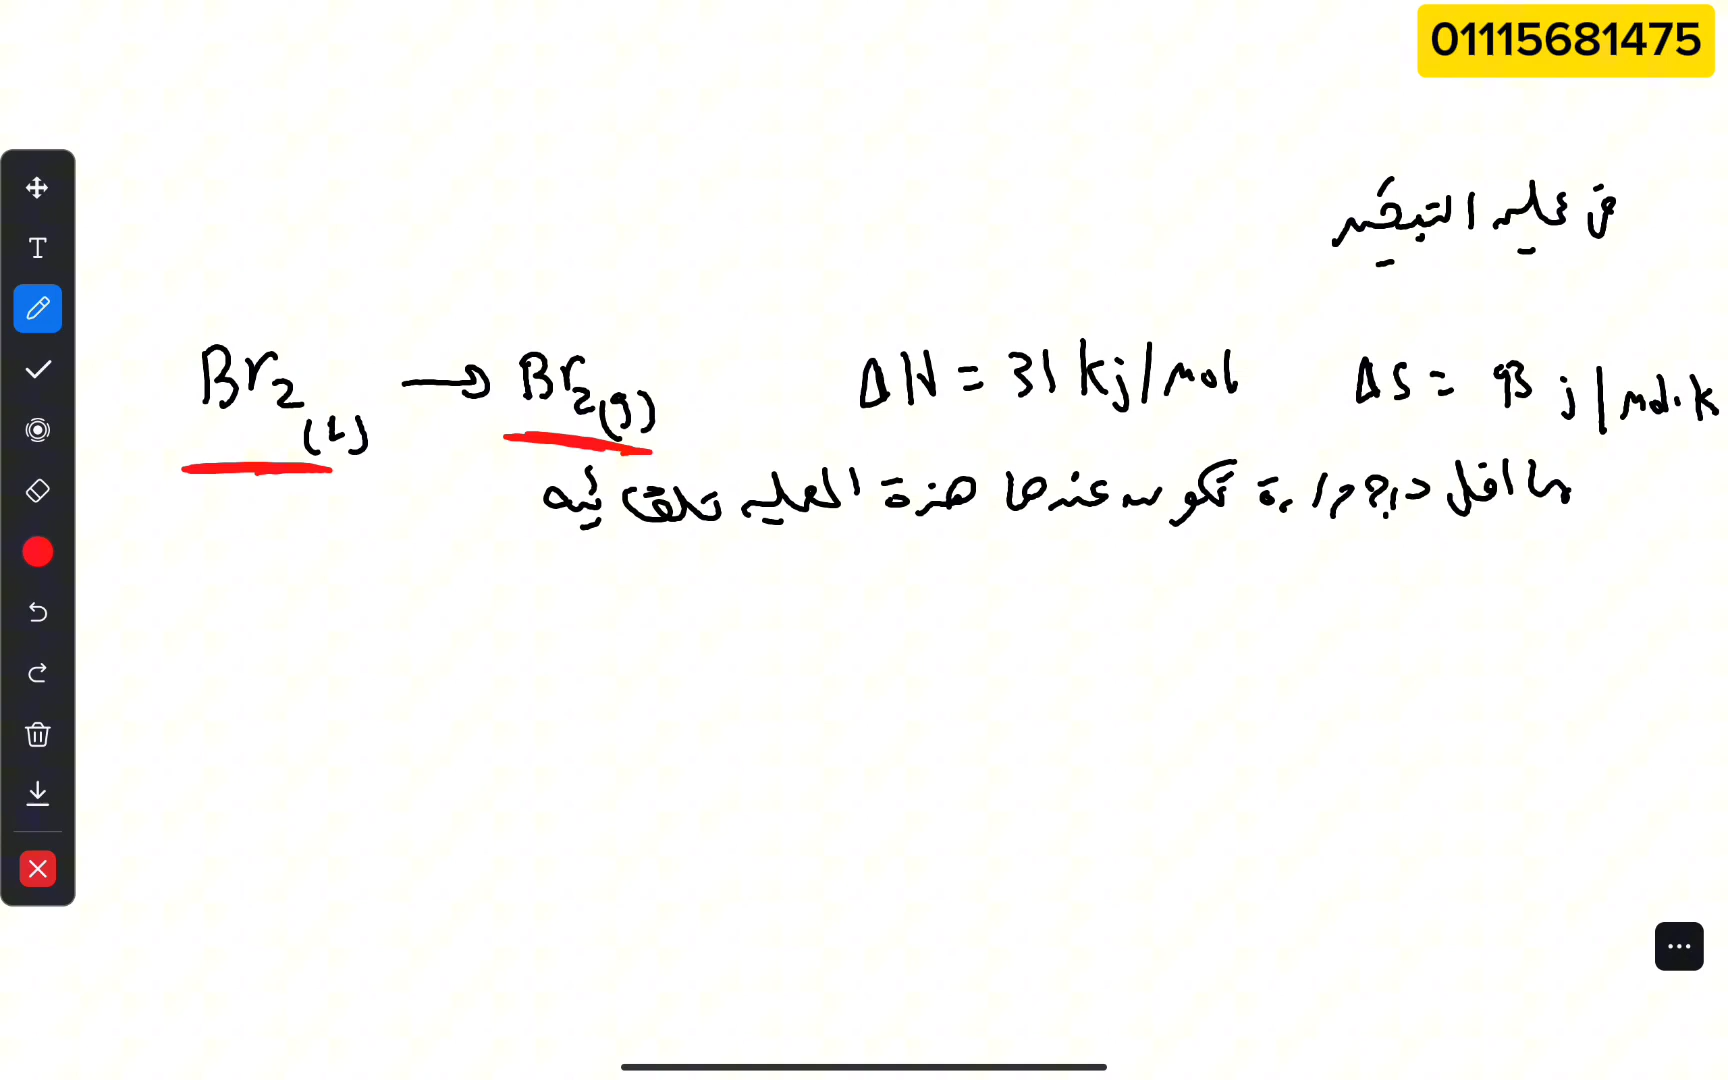 01115681475
فى عمليه التبخير
Br2(L) → Br2(g) ΔH = 31 kj/mol ΔS = 93 j/mol.k
ما اقل درجة حرارة تكون عندها هذة العمليه تلقائيه